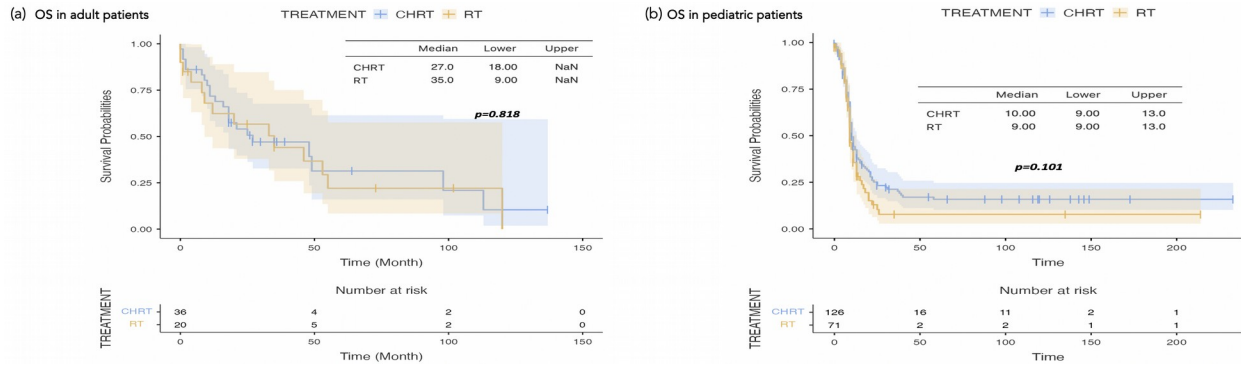 (a) OS in adult patients
TREATMENT CHRT RT
Median Lower Upper
CHRT 27.0 18.00 NaN
RT 35.0 9.00 NaN
p=0.818
Survival Probabilities
1.00
0.75
0.50
0.25
0.00
0 50 100 150
Time (Month)
Number at risk
TREATMENT
CHRT 36 4 2 0
RT 20 5 2 0
0 50 100 150
Time (Month)
(b) OS in pediatric patients
TREATMENT CHRT RT
Median Lower Upper
CHRT 10.00 9.00 13.0
RT 9.00 9.00 13.0
p=0.101
Survival Probabilities
1.00
0.75
0.50
0.25
0.00
0 50 100 150 200
Time
Number at risk
TREATMENT
CHRT 126 16 11 2 1
RT 71 2 2 1 1
0 50 100 150 200
Time